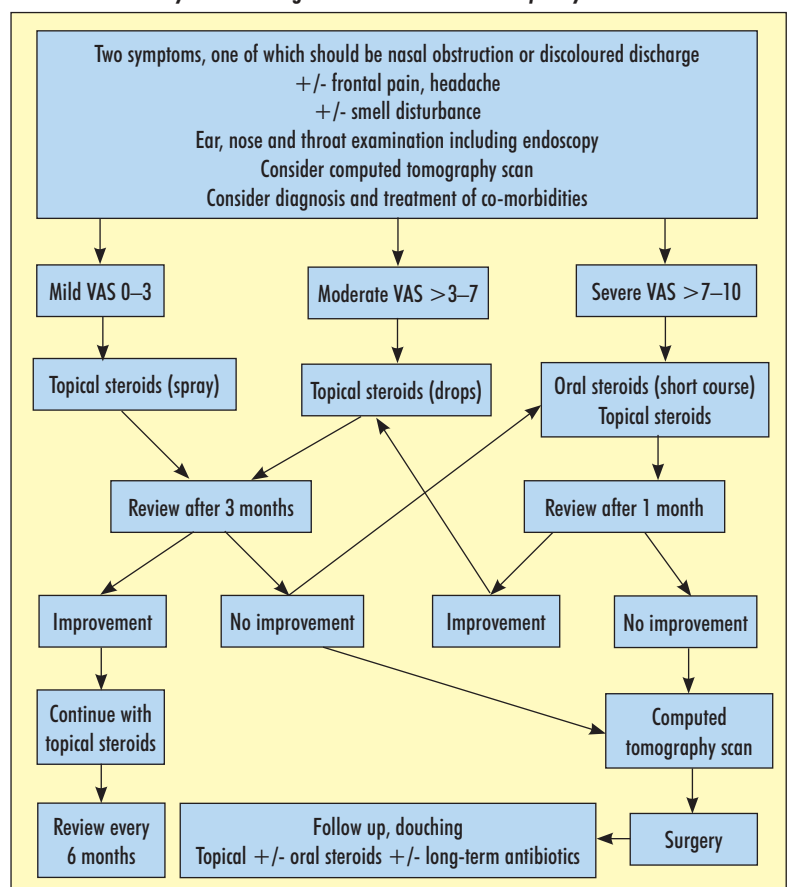 Two symptoms, one of which should be nasal obstruction or discoloured discharge
+/- frontal pain, headache
+/- smell disturbance
Ear, nose and throat examination including endoscopy
Consider computed tomography scan
Consider diagnosis and treatment of co-morbidities
Mild VAS 0–3
Moderate VAS >3–7
Severe VAS >7–10
Topical steroids (spray)
Topical steroids (drops)
Oral steroids (short course)
Topical steroids
Review after 3 months
Review after 1 month
Improvement
No improvement
Improvement
No improvement
Continue with
topical steroids
Computed
tomography scan
Review every
6 months
Follow up, douching
Topical +/- oral steroids +/- long-term antibiotics
Surgery